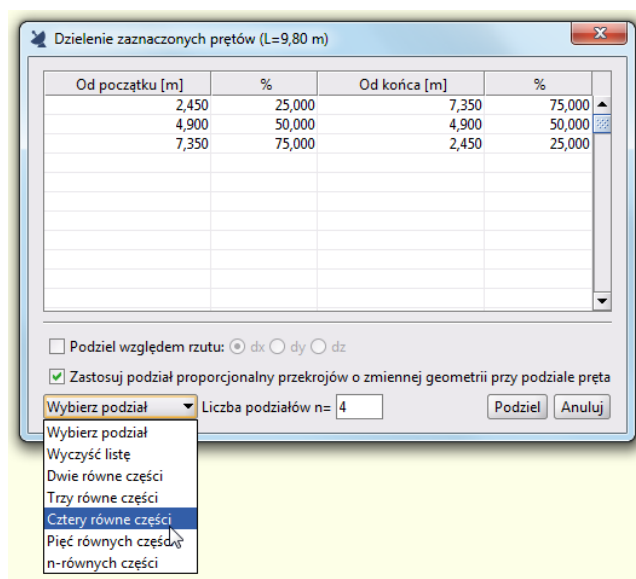 Dzielenie zaznaczonych prętów (L=9,80 m)
Od początku [m] % Od końca [m] %
2,450 25,000 7,350 75,000
4,900 50,000 4,900 50,000
7,350 75,000 2,450 25,000
Podziel względem rzutu: dx dy dz
Zastosuj podział proporcjonalny przekrojów o zmiennej geometrii przy podziale pręta
Wybierz podział Liczba podziałów n= 4 Podziel Anuluj
Wybierz podział
Wyczyść listę
Dwie równe części
Trzy równe części
Cztery równe części
Pięć równych części
n-równych części